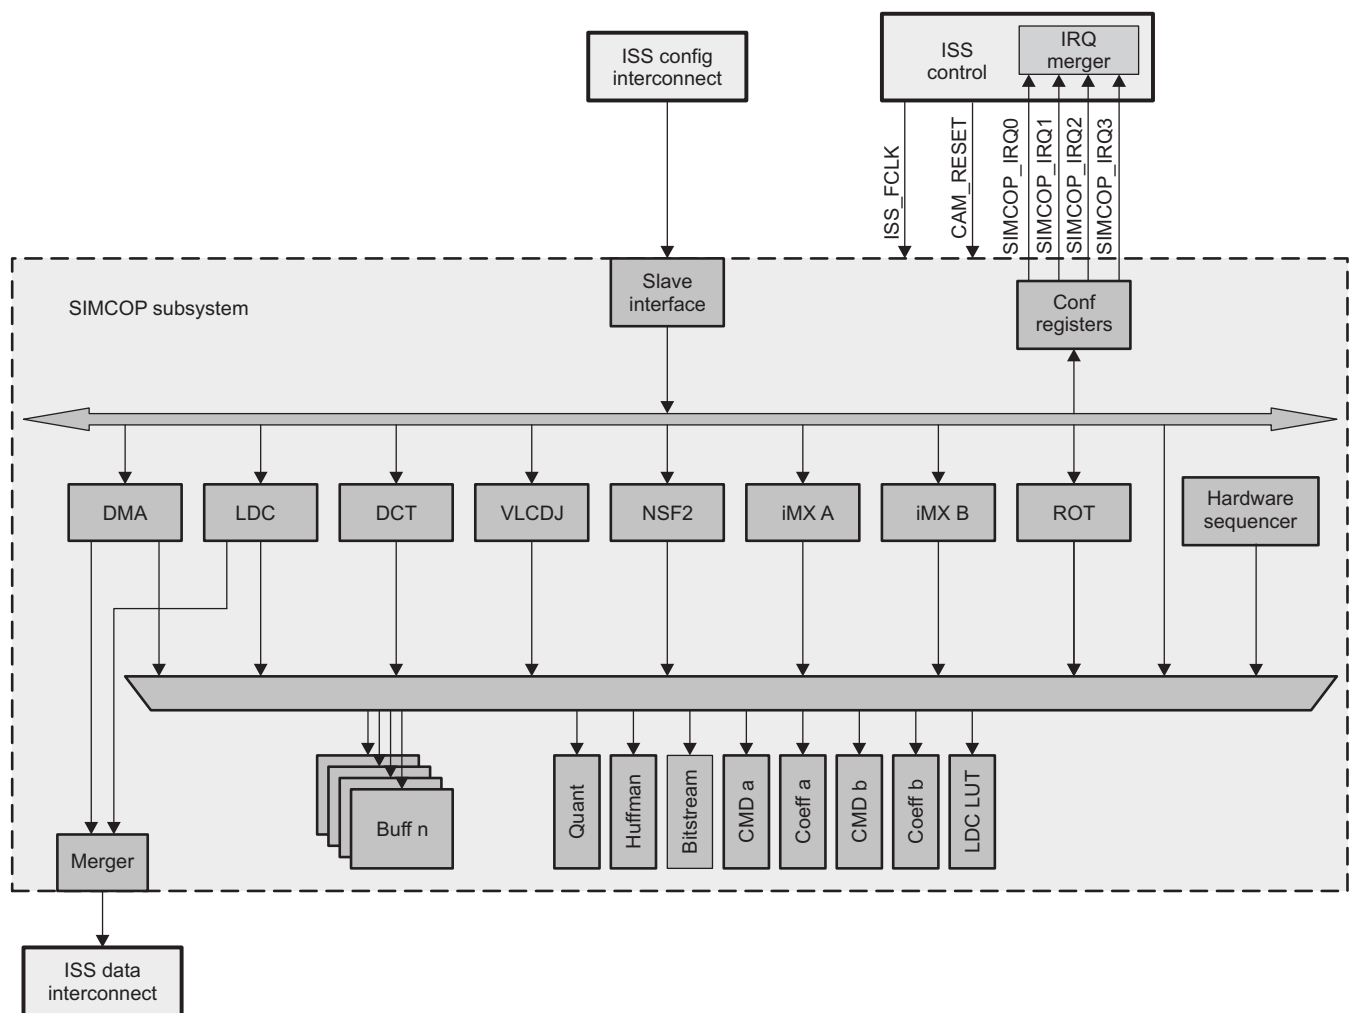 ISS config
interconnect
ISS
control
IRQ
merger
ISS_FCLK
CAM_RESET
SIMCOP_IRQ0
SIMCOP_IRQ1
SIMCOP_IRQ2
SIMCOP_IRQ3
SIMCOP subsystem
Slave
interface
Conf
registers
DMA
LDC
DCT
VLCDJ
NSF2
iMX A
iMX B
ROT
Hardware
sequencer
Buff n
Quant
Huffman
Bitstream
CMD a
Coeff a
CMD b
Coeff b
LDC LUT
Merger
ISS data
interconnect